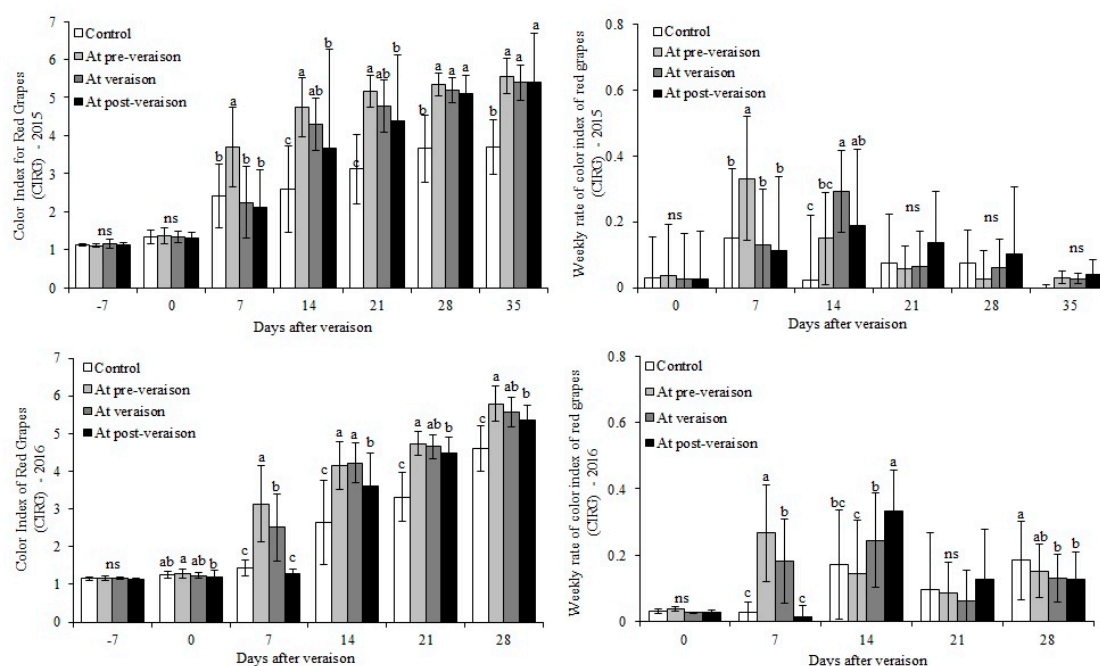 Color Index for Red Grapes
(CIRG) - 2015
7
6
5
4
3
2
1
0
Control
At pre-veraison
At veraison
At post-veraison
ns
ns
b
a
b
b
c
a
ab
b
c
a
ab
b
b
a
a
a
b
a
a
a
-7
0
7
14
21
28
35
Days after veraison
Weekly rate of color index of red grapes
(CIRG) - 2015
0.8
0.6
0.4
0.2
0
Control
At pre-veraison
At veraison
At post-veraison
ns
b
a
b
b
c
bc
a
ab
ns
ns
ns
0
7
14
21
28
35
Days after veraison
Color Index of Red Grapes
(CIRG) - 2016
7
6
5
4
3
2
1
0
Control
At pre-veraison
At veraison
At post-veraison
ns
ab
a
ab
b
c
a
b
c
c
a
a
b
c
a
ab
b
c
a
ab
b
-7
0
7
14
21
28
Days after veraison
Weekly rate of color index of red grapes
(CIRG) - 2016
0.8
0.6
0.4
0.2
0
Control
At pre-veraison
At veraison
At post-veraison
ns
c
a
b
c
bc
c
b
a
ns
a
ab
b
b
0
7
14
21
28
Days after veraison